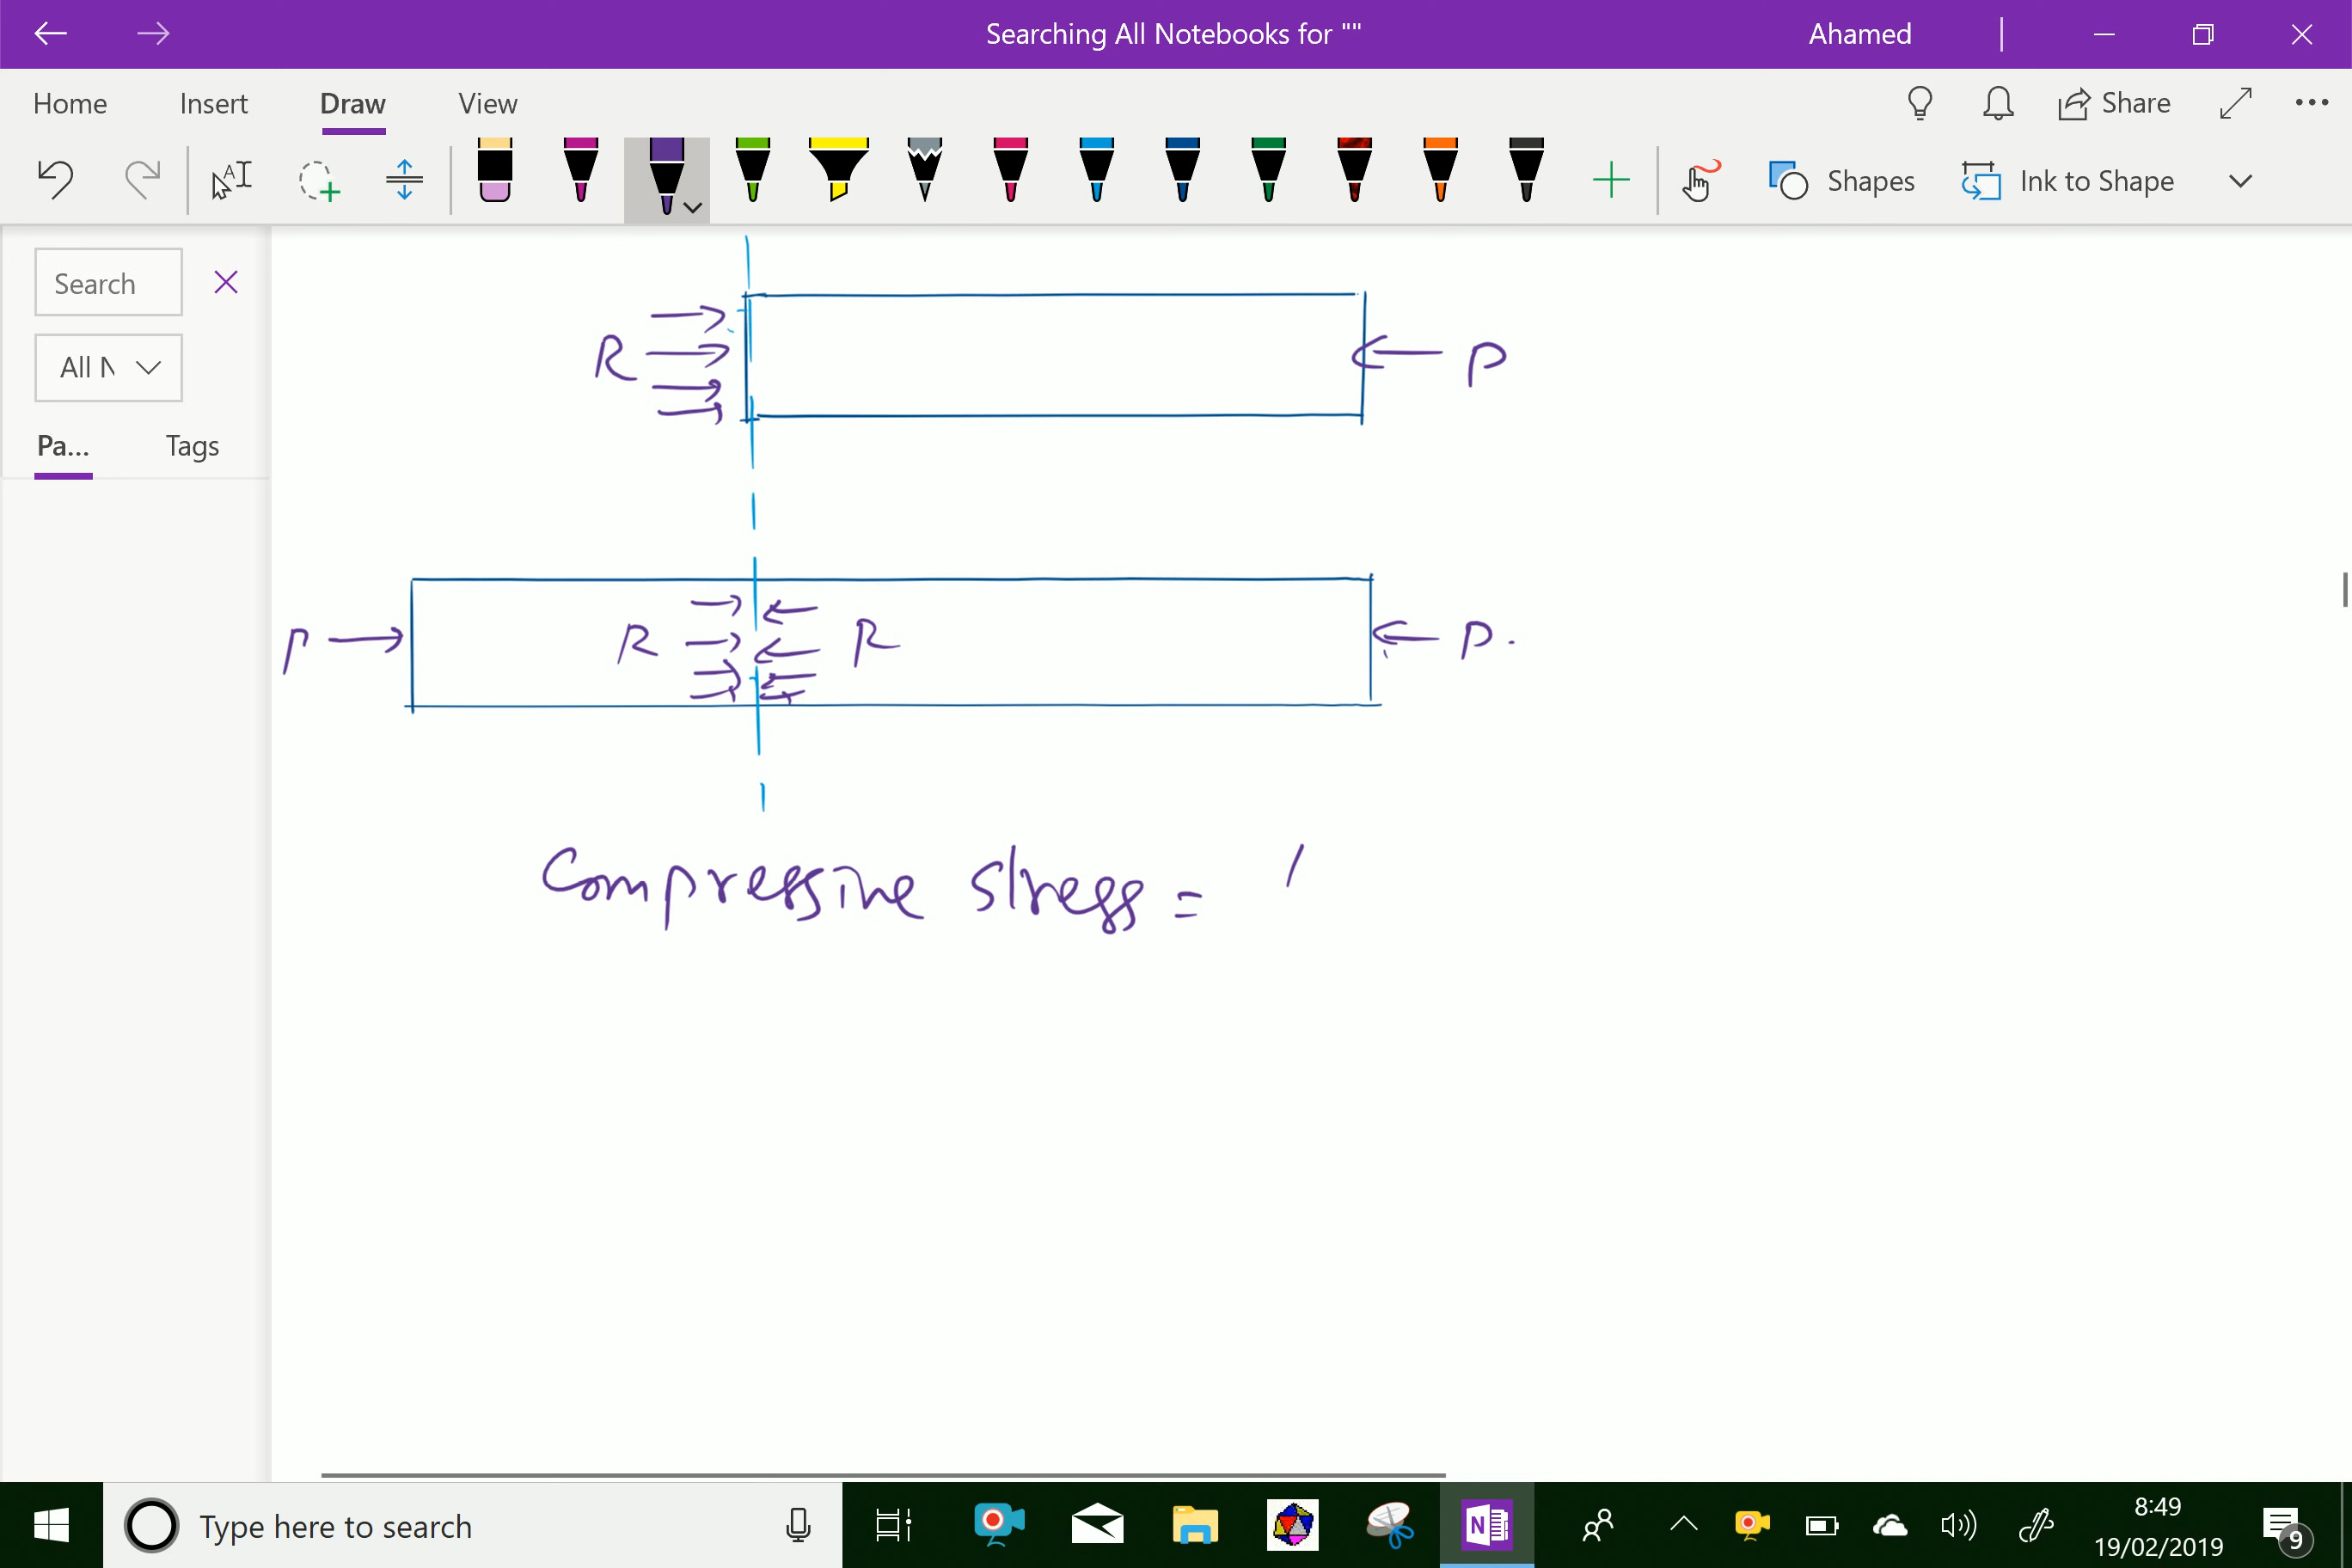 Searching All Notebooks for "" Ahamed
Home Insert Draw View Share
Shapes Ink to Shape
Search
All N
Pa... Tags
R P
P R R P.
Compressive stress =
Type here to search
N
8:49
19/02/2019
9